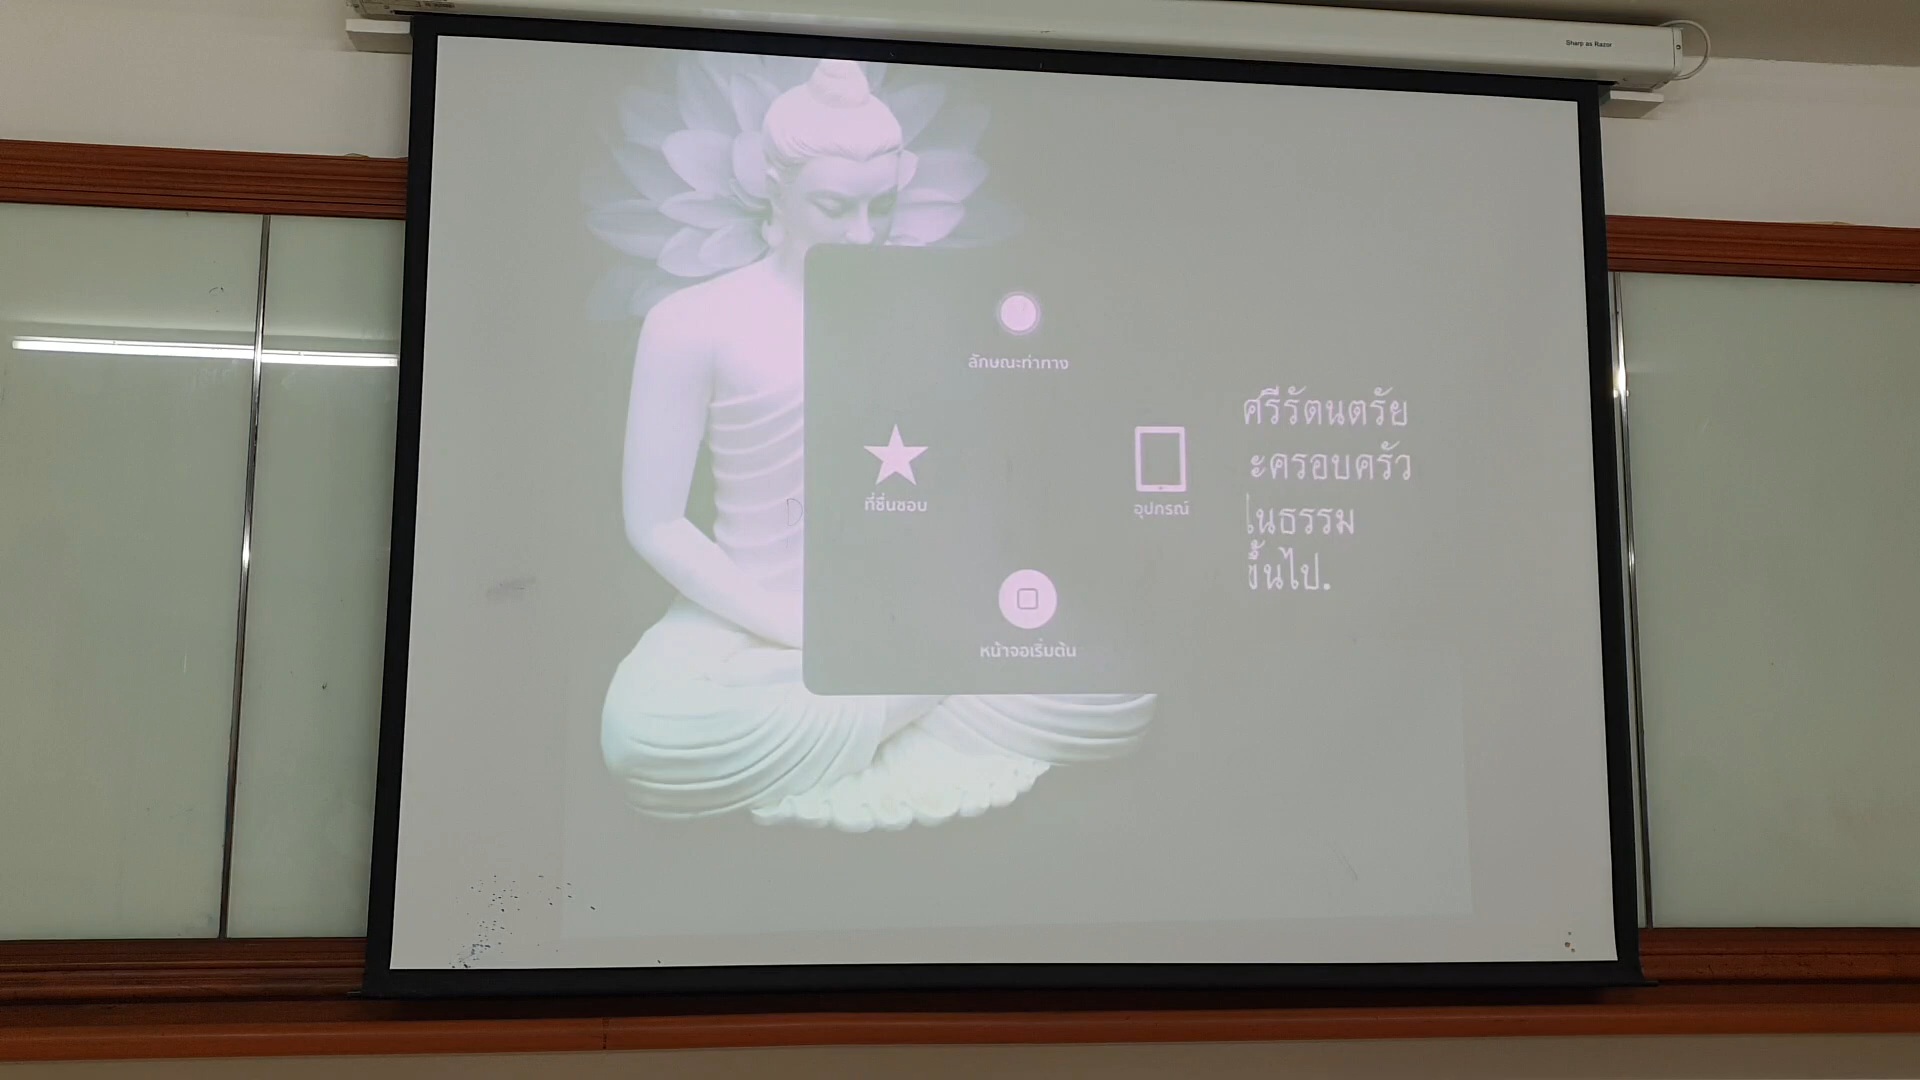 Sharp as Razor
ลักษณะท่าทาง
ที่ชื่นชอบ
อุปกรณ์
หน้าจอเริ่มต้น
ศรีรัตนตรัย
ะครอบครัว
ในธรรม
ขึ้นไป.